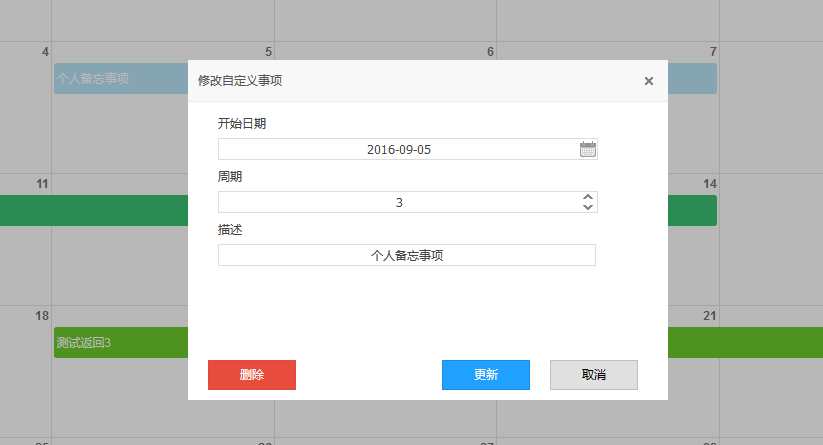 4 5 6 7
个人备忘事项
修改自定义事项
开始日期
2016-09-05
周期
3
描述
个人备忘事项
11 14
18 21
测试返回3
删除 更新 取消